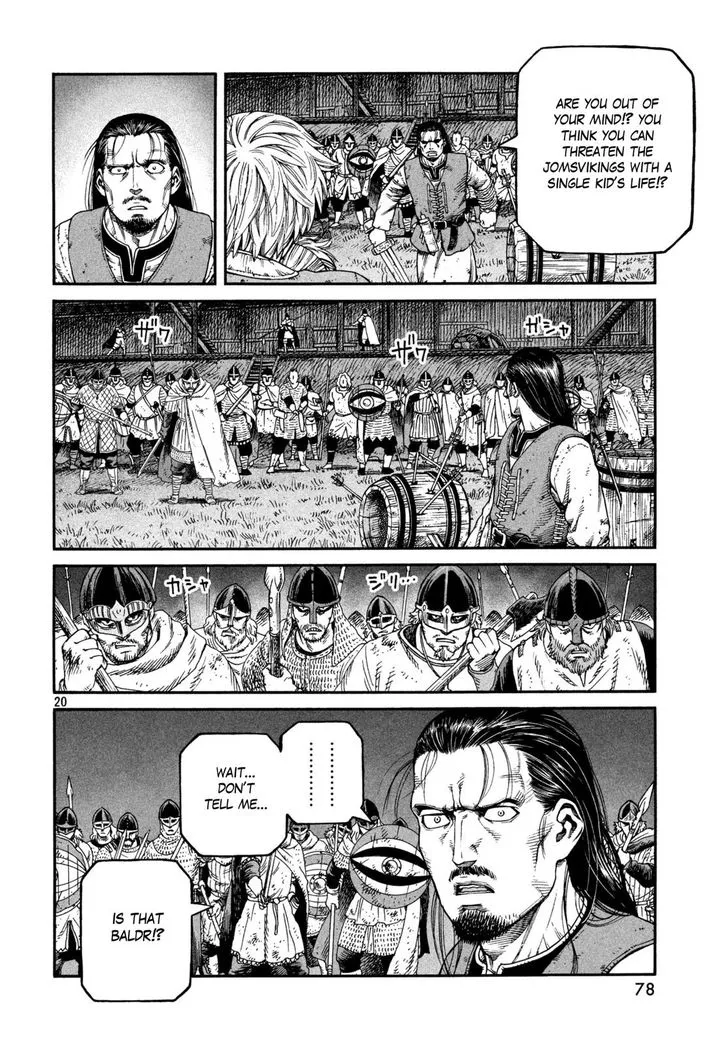 ARE YOU OUT OF
YOUR MIND!? YOU
THINK YOU CAN
THREATEN THE
JOMSVIKINGS WITH A
SINGLE KID'S LIFE!?
ザワ
ザワ
ガシャ
カシャ
ジリ…
20
WAIT...
DON'T
TELL ME...
IS THAT
BALDR!?
78